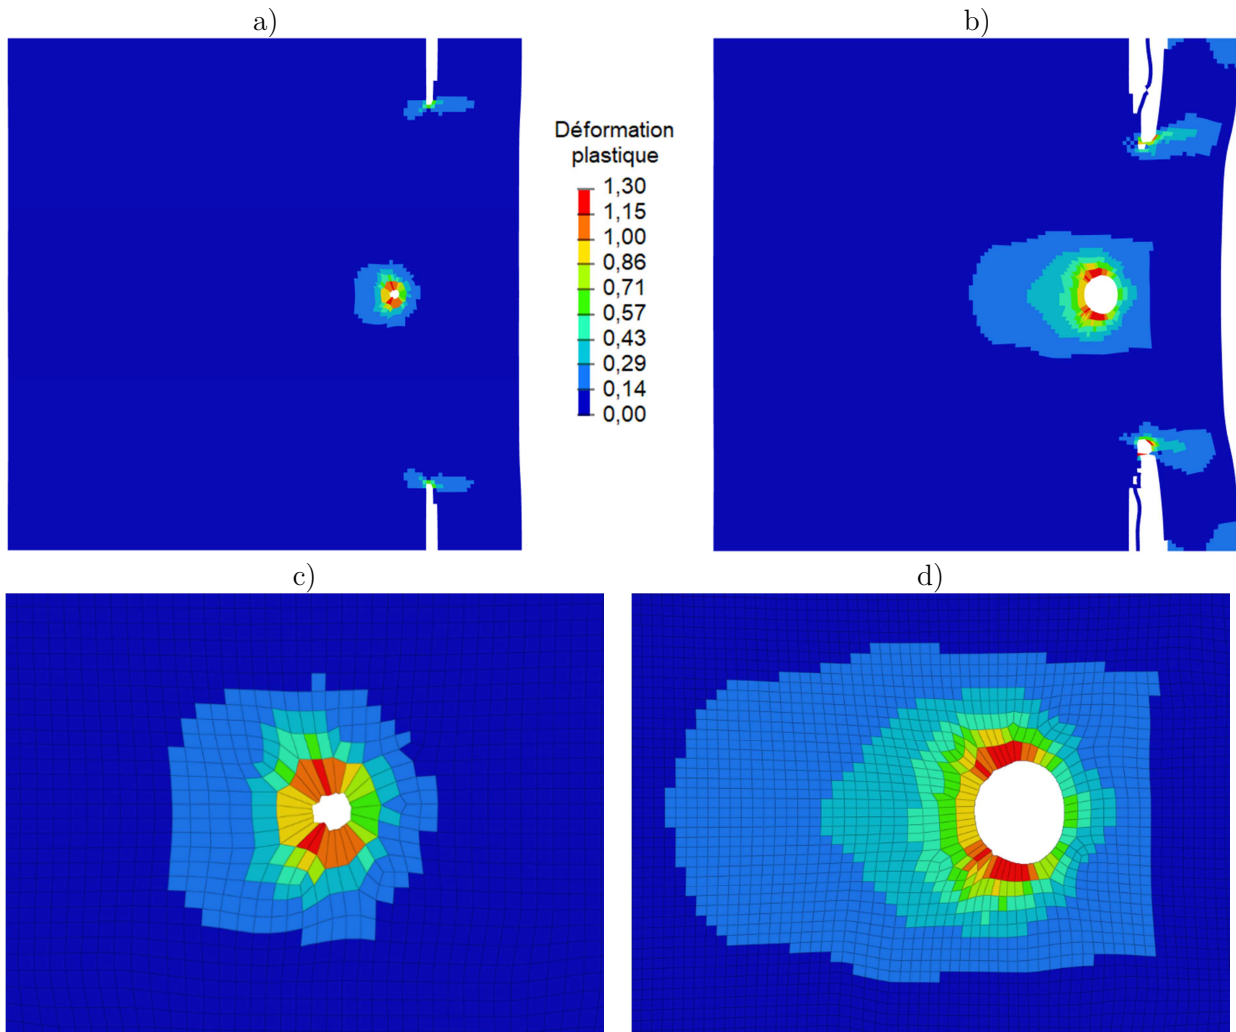 a)
b)
Déformation
plastique
1,30
1,15
1,00
0,86
0,71
0,57
0,43
0,29
0,14
0,00
c)
d)